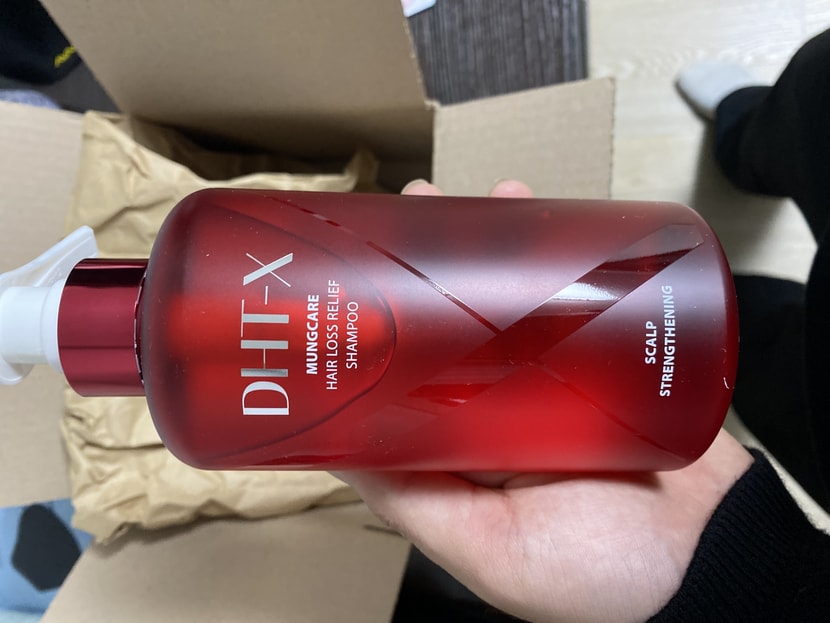 DHT-X
MUNGCARE
HAIR LOSS RELIEF
SHAMPOO
SCALP
STRENGTHENING